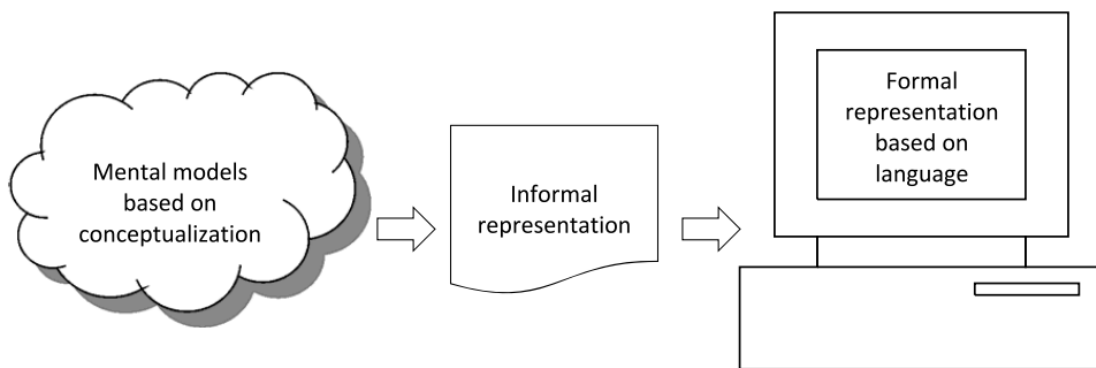 Mental models
based on
conceptualization
Informal
representation
Formal
representation
based on
language